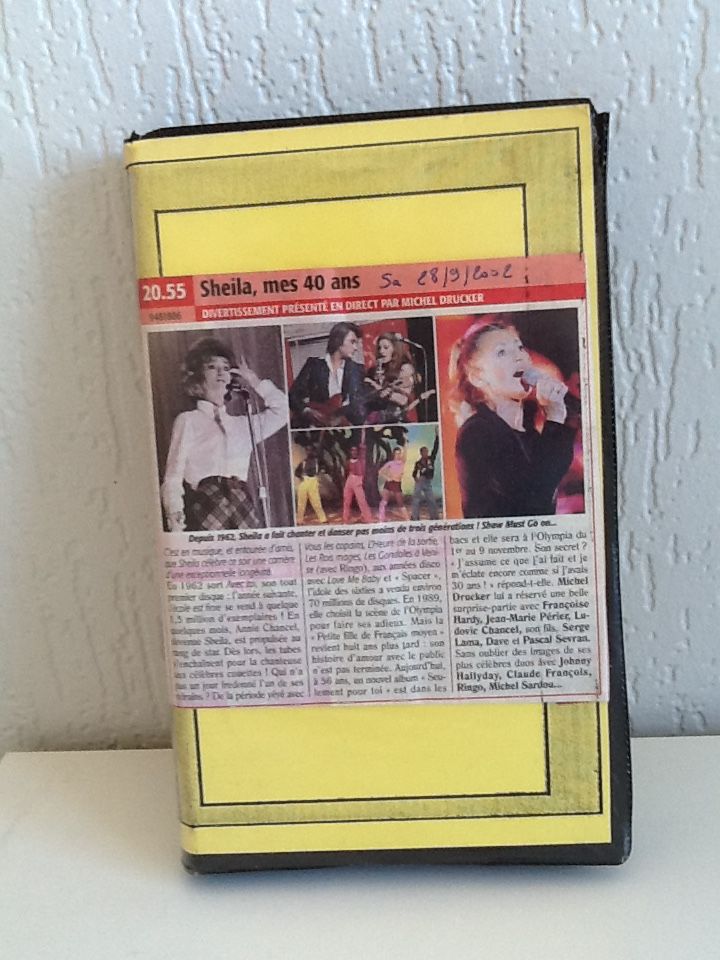 20.55 Sheila, mes 40 ans Sa 28/9/2002
DIVERTISSEMENT PRÉSENTÉ EN DIRECT PAR MICHEL DRUCKER
Depuis 1962, Sheila a fait chanter et danser pas moins de trois générations ! Show Must Go on...
C'est en musique, et entourée d'amis,
que Sheila célèbre ce soir une carrière
d'une exceptionnelle longévité.
En 1962 sort son tout
premier disque : l'année suivante,
L'école est finie se vend à quelque
1,5 million d'exemplaires ! En
quelques mois, Annie Chancel,
devenue Sheila, est propulsée au
rang de star. Dès lors, les tubes
s'enchaînent pour la chanteuse
aux célèbres couettes ! Qui n'a
pas un jour fredonné l'un de ses
refrains ? De la période yéyé avec
Vous les copains, L'Heure de la sortie,
Les Rois mages, Les Gondoles à Veni-
se (avec Ringo), aux années disco
avec Love Me Baby et « Spacer »,
l'idole des sixties a vendu environ
70 millions de disques. En 1989,
elle choisit la scène de l'Olympia
pour faire ses adieux. Mais la
« Petite fille de Français moyen »
revient huit ans plus tard : son
histoire d'amour avec le public
n'est pas terminée. Aujourd'hui,
à 56 ans, un nouvel album « Seu-
lement pour toi » est dans les
bacs et elle sera à l'Olympia du
1er au 9 novembre. Son secret ?
« J'assume ce que j'ai fait et je
m'éclate encore comme si j'avais
30 ans ! » répond-t-elle. Michel
Drucker lui a réservé une belle
surprise-partie avec Françoise
Hardy, Jean-Marie Périer, Lu-
dovic Chancel, son fils, Serge
Lama, Dave et Pascal Sevran.
Sans oublier des images de ses
plus célèbres duos avec Johnny
Hallyday, Claude François,
Ringo, Michel Sardou...